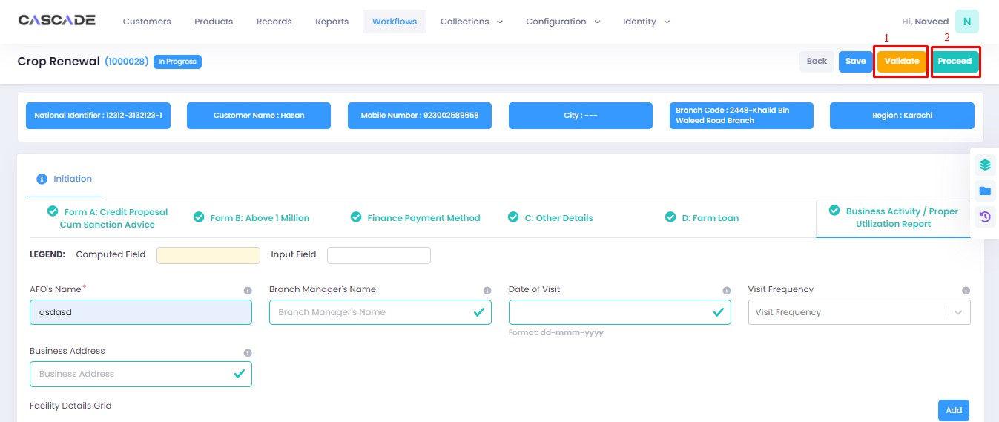 CASCADE
Customers
Products
Records
Reports
Workflows
Collections
Configuration
Identity
Hi, Naveed
N
1
2
Crop Renewal (1000028) In Progress
Back
Save
Validate
Proceed
National Identifier : 12312-3132123-1
Customer Name : Hasan
Mobile Number : 923002589658
City : ---
Branch Code : 2448-Khalid Bin
Waleed Road Branch
Region : Karachi
Initiation
Form A: Credit Proposal
Cum Sanction Advice
Form B: Above 1 Million
Finance Payment Method
C: Other Details
D: Farm Loan
Business Activity / Proper
Utilization Report
LEGEND: Computed Field
Input Field
AFO's Name*
Branch Manager's Name
Date of Visit
Visit Frequency
asdasd
Branch Manager's Name
Visit Frequency
Format: dd-mmm-yyyy
Business Address
Business Address
Facility Details Grid
Add